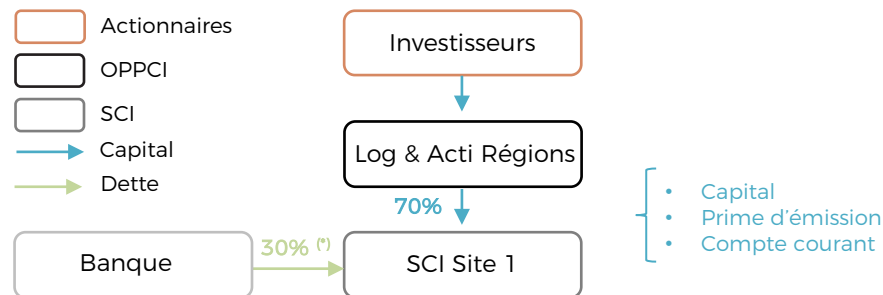 Actionnaires
OPPCI
SCI
Capital
Dette
Investisseurs
Log & Acti Régions
70%
Banque
30% (*)
SCI Site 1
• Capital
• Prime d'émission
• Compte courant